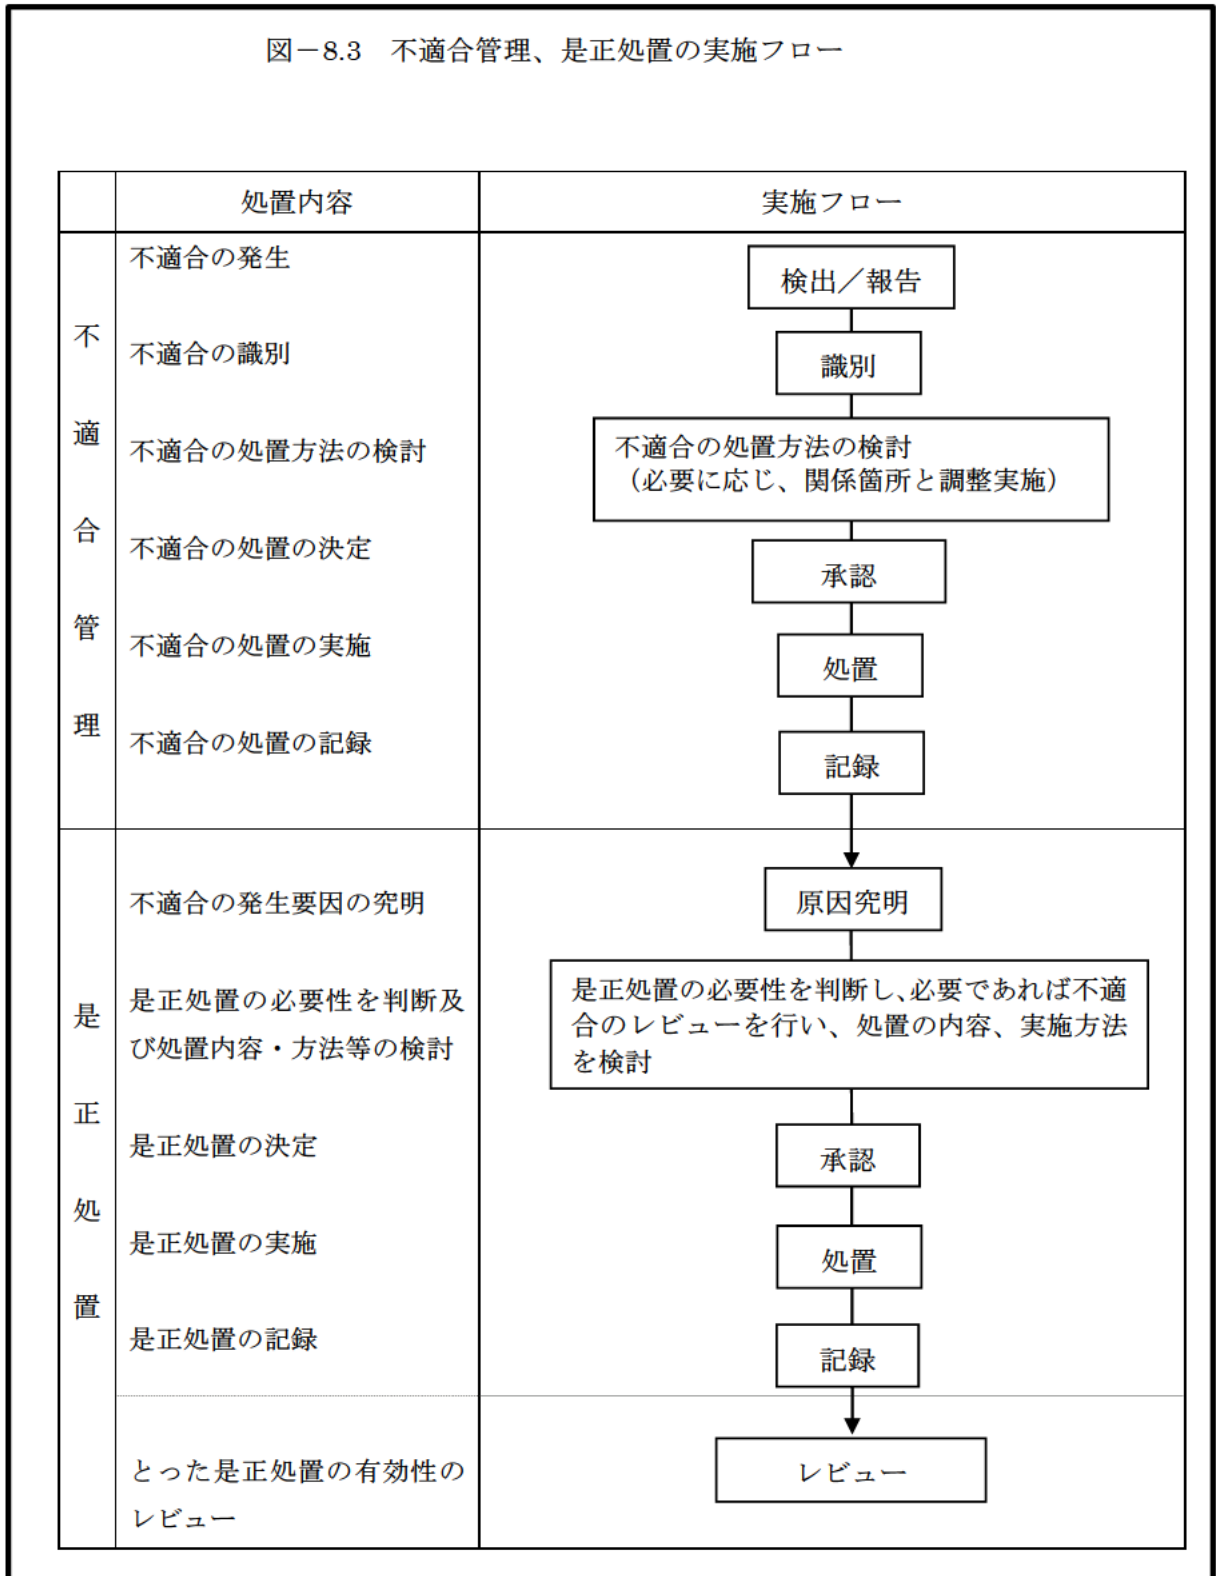 図－8.3　不適合管理、是正処置の実施フロー
処置内容
実施フロー
不適合管理
不適合の発生
検出／報告
不適合の識別
識別
不適合の処置方法の検討
不適合の処置方法の検討
（必要に応じ、関係箇所と調整実施）
不適合の処置の決定
承認
不適合の処置の実施
処置
不適合の処置の記録
記録
是正処置
不適合の発生要因の究明
原因究明
是正処置の必要性を判断及
び処置内容・方法等の検討
是正処置の必要性を判断し、必要であれば不適
合のレビューを行い、処置の内容、実施方法
を検討
是正処置の決定
承認
是正処置の実施
処置
是正処置の記録
記録
とった是正処置の有効性の
レビュー
レビュー